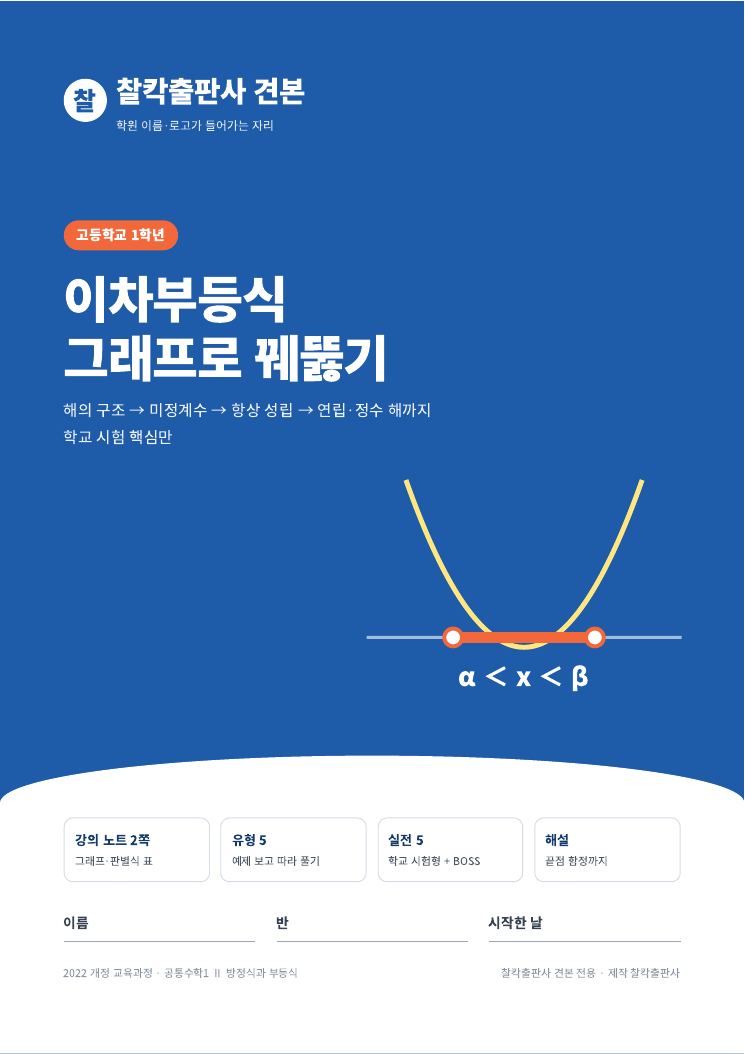 찰
찰칵출판사 견본
학원 이름·로고가 들어가는 자리
고등학교 1학년
이차부등식
그래프로 꿰뚫기
해의 구조 → 미정계수 → 항상 성립 → 연립·정수 해까지
학교 시험 핵심만
α < x < β
강의 노트 2쪽
그래프·판별식 표
유형 5
예제 보고 따라 풀기
실전 5
학교 시험형 + BOSS
해설
끝점 함정까지
이름
반
시작한 날
2022 개정 교육과정 · 공통수학1 Ⅱ 방정식과 부등식
찰칵출판사 견본 전용 · 제작 찰칵출판사